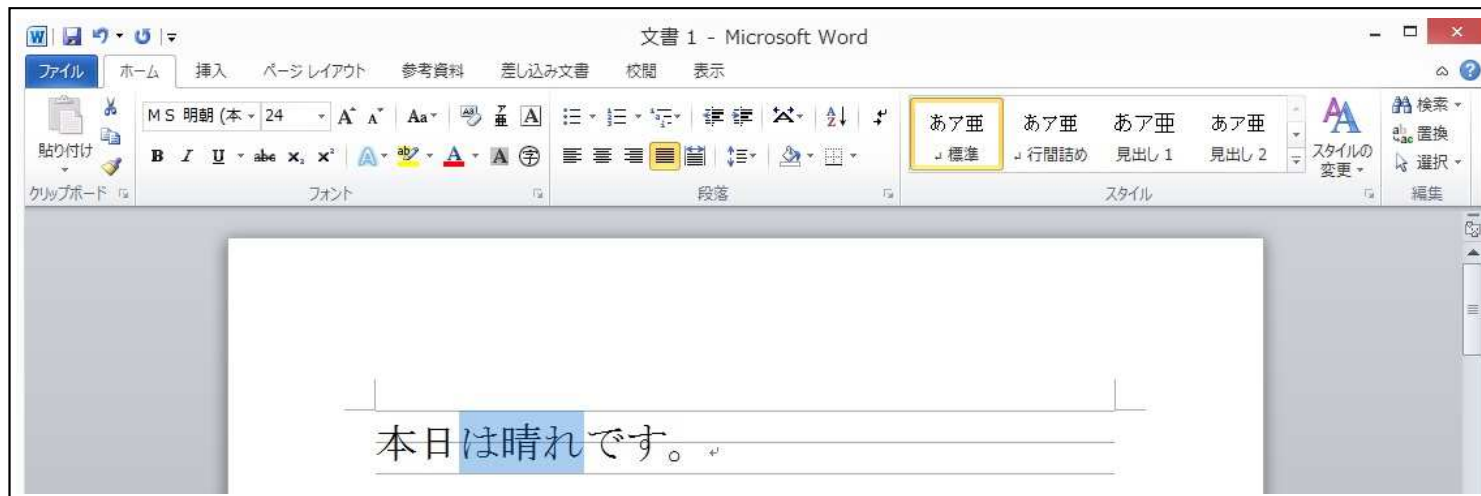 文書 1 - Microsoft Word
ファイル ホーム 挿入 ページ レイアウト 参考資料 差し込み文書 校閲 表示
貼り付け
クリップボード
MS 明朝 (本 24
A A Aa
B I U abc x₂ x² A ab A A 字
フォント
段落
あア亜 あア亜 あア亜 あア亜
標準 行間詰め 見出し 1 見出し 2
スタイルの
変更
スタイル
検索
置換
選択
編集
本日は晴れです。